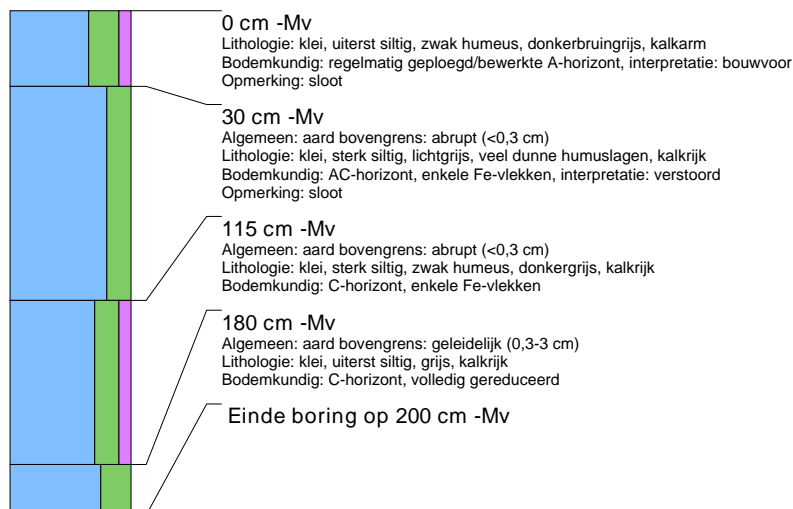 0 cm -Mv
Lithologie: klei, uiterst siltig, zwak humeus, donkerbruingrijs, kalkarm
Bodemkundig: regelmatig geploegd/bewerkte A-horizont, interpretatie: bouwvoor
Opmerking: sloot
30 cm -Mv
Algemeen: aard bovengrens: abrupt (<0,3 cm)
Lithologie: klei, sterk siltig, lichtgrijs, veel dunne humuslagen, kalkrijk
Bodemkundig: AC-horizont, enkele Fe-vlekken, interpretatie: verstoord
Opmerking: sloot
115 cm -Mv
Algemeen: aard bovengrens: abrupt (<0,3 cm)
Lithologie: klei, sterk siltig, zwak humeus, donkergrijs, kalkrijk
Bodemkundig: C-horizont, enkele Fe-vlekken
180 cm -Mv
Algemeen: aard bovengrens: geleidelijk (0,3-3 cm)
Lithologie: klei, uiterst siltig, grijs, kalkrijk
Bodemkundig: C-horizont, volledig gereduceerd
Einde boring op 200 cm -Mv